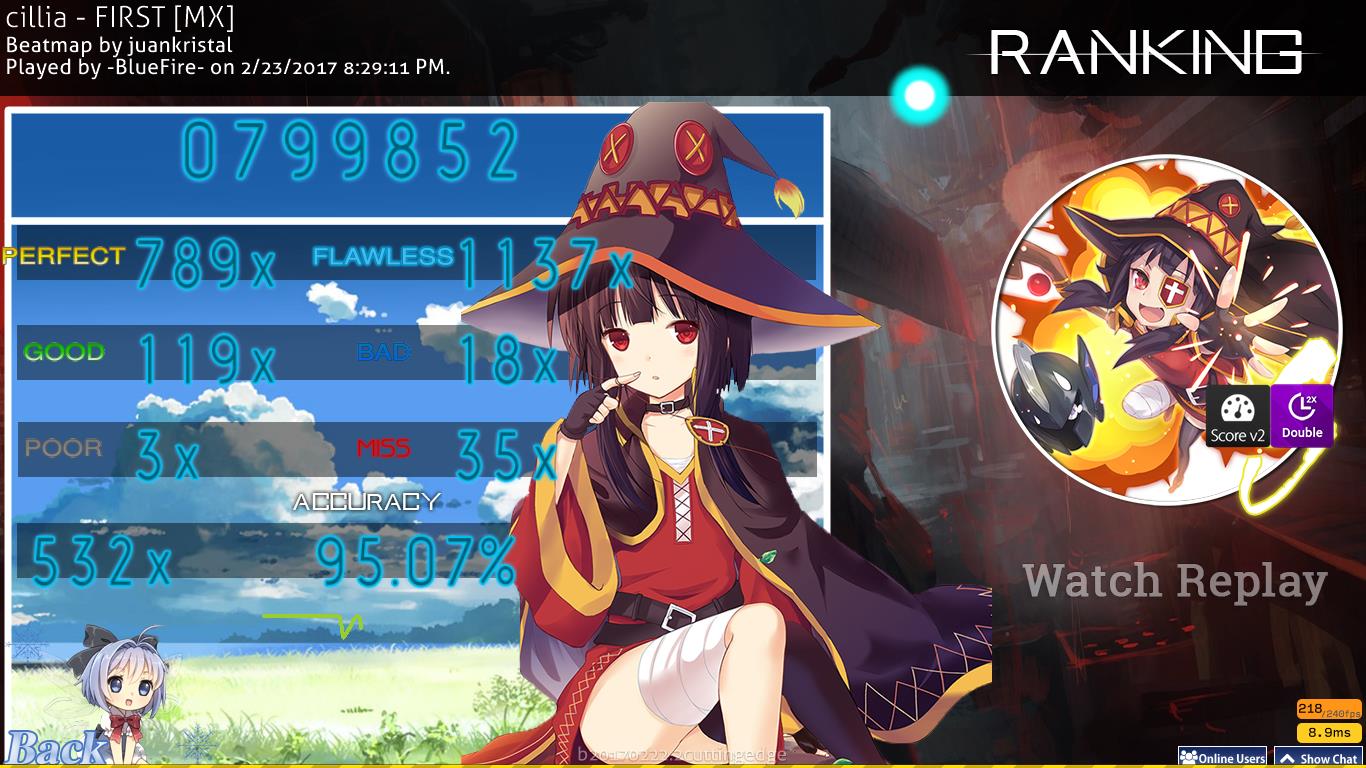 cillia - FIRST [MX]
Beatmap by juankristal
Played by -BlueFire- on 2/23/2017 8:29:11 PM.
RANKING
0799852
PERFECT 789x FLAWLESS 1137x
GOOD 119x BAD 18x
POOR 3x MISS 35x
ACCURACY
532x 95.07%
Score v2
2X
Double
Watch Replay
Back
b20170222.2cuttingedge
218/240fps
8.9ms
Online Users
Show Chat